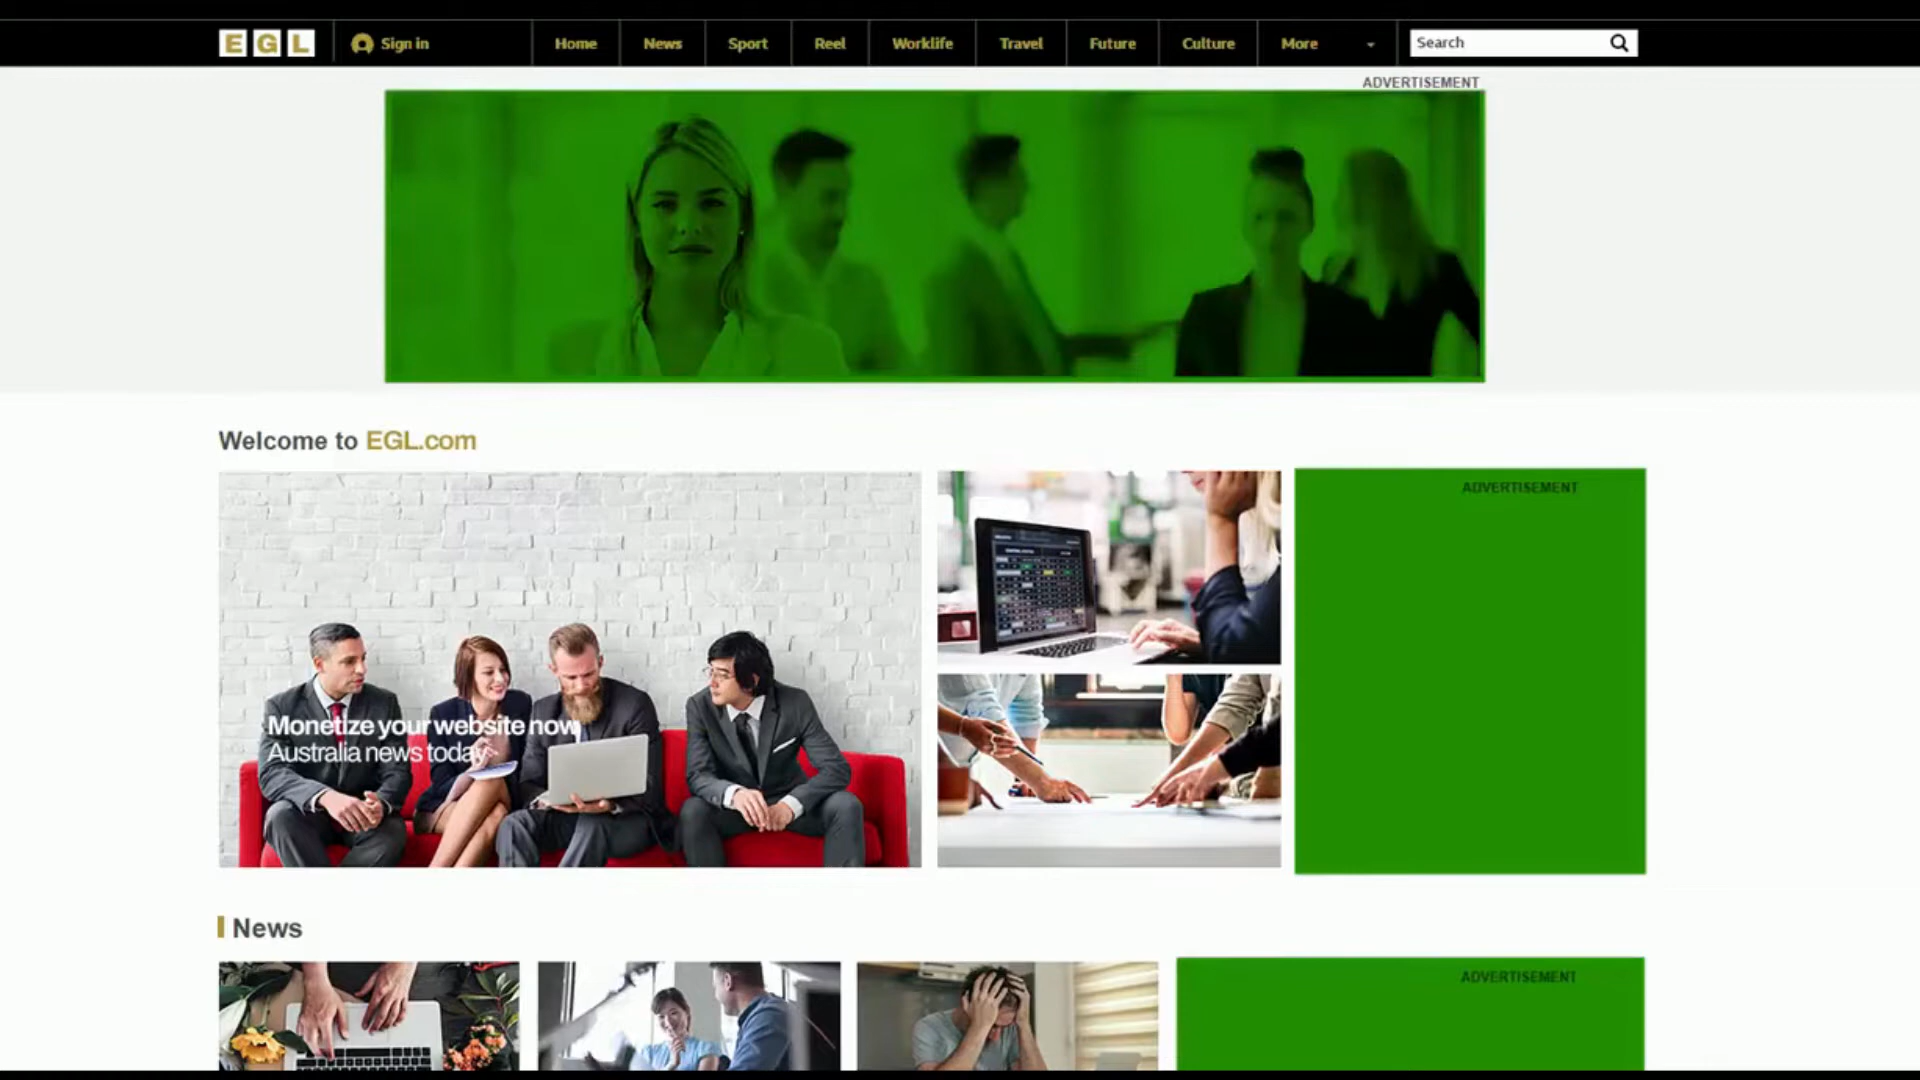 EGL
Sign in
Home
News
Sport
Reel
Worklife
Travel
Future
Culture
More
Search
ADVERTISEMENT
Welcome to EGL.com
Monetize your website now
Australia news today
ADVERTISEMENT
News
ADVERTISEMENT